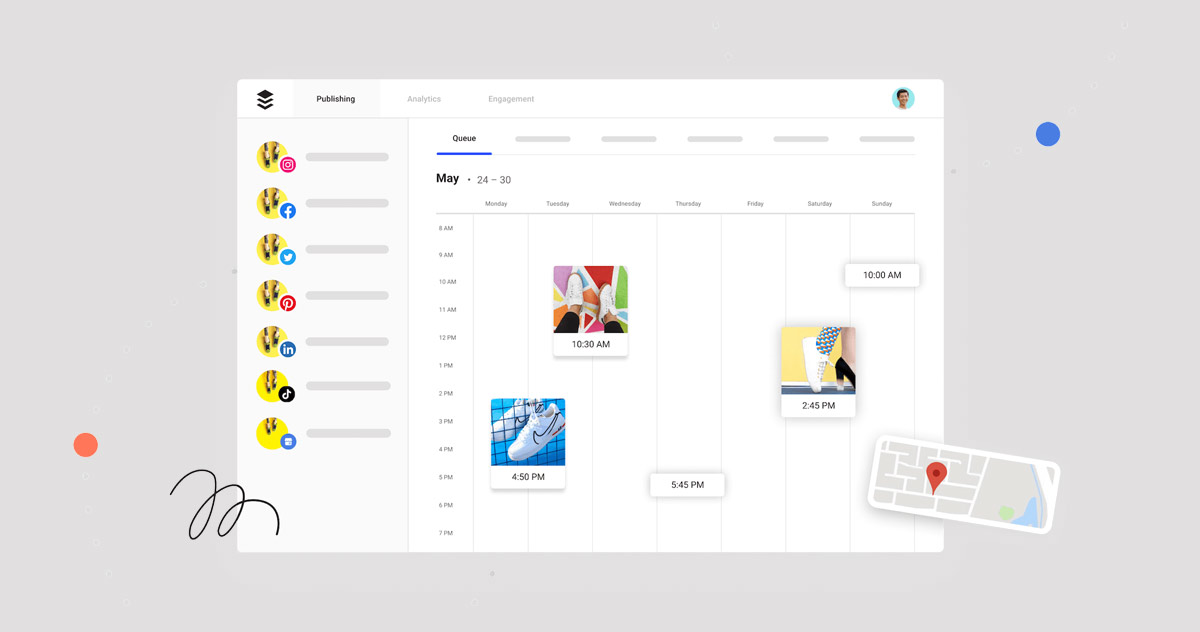 Publishing
Analytics
Engagement
Queue
May • 24 – 30
Monday Tuesday Wednesday Thursday Friday Saturday Sunday
8 AM
9 AM
10 AM
11 AM
12 PM
1 PM
2 PM
3 PM
4 PM
5 PM
6 PM
7 PM
10:00 AM
10:30 AM
2:45 PM
4:50 PM
5:45 PM